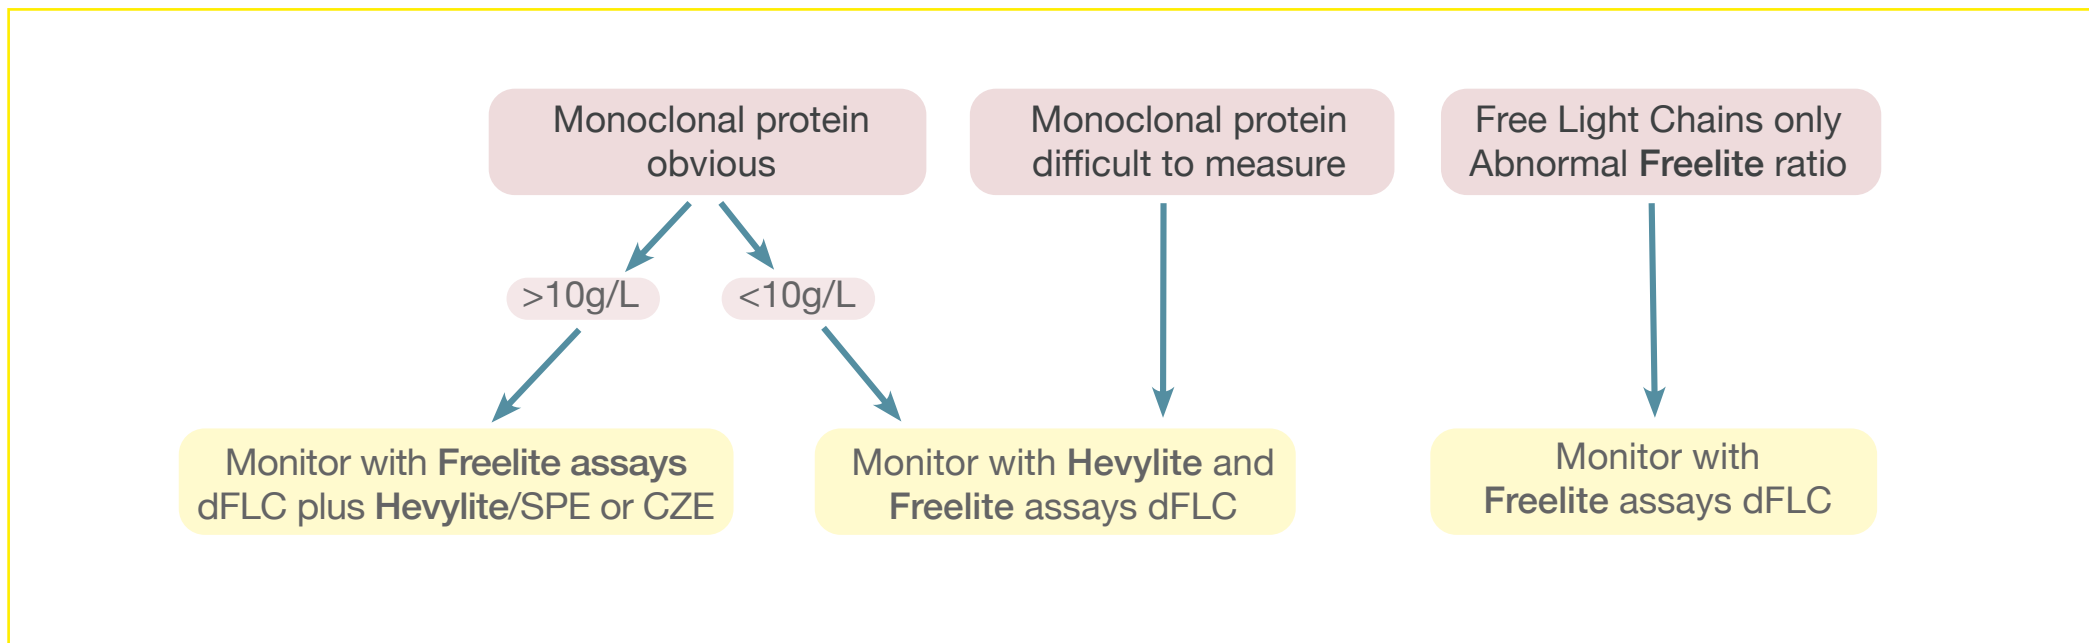 Monoclonal protein
obvious
Monoclonal protein
difficult to measure
Free Light Chains only
Abnormal Freelite ratio
>10g/L
<10g/L
Monitor with Freelite assays
dFLC plus Hevylite/SPE or CZE
Monitor with Hevylite and
Freelite assays dFLC
Monitor with
Freelite assays dFLC